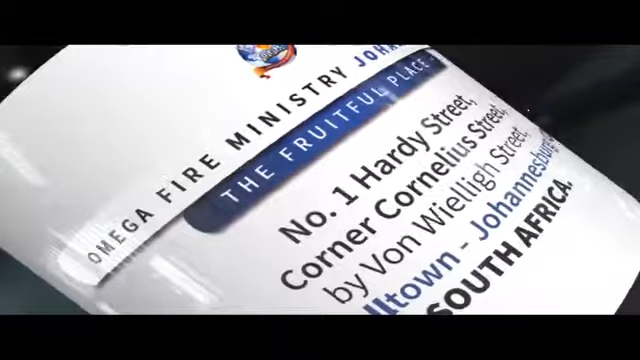 OMEGA FIRE MINISTRY
THE FRUITFUL PLACE
No. 1 Hardy Street,
Corner Cornelius Street,
by Von Wielligh Street,
Johannesburg
SOUTH AFRICA.